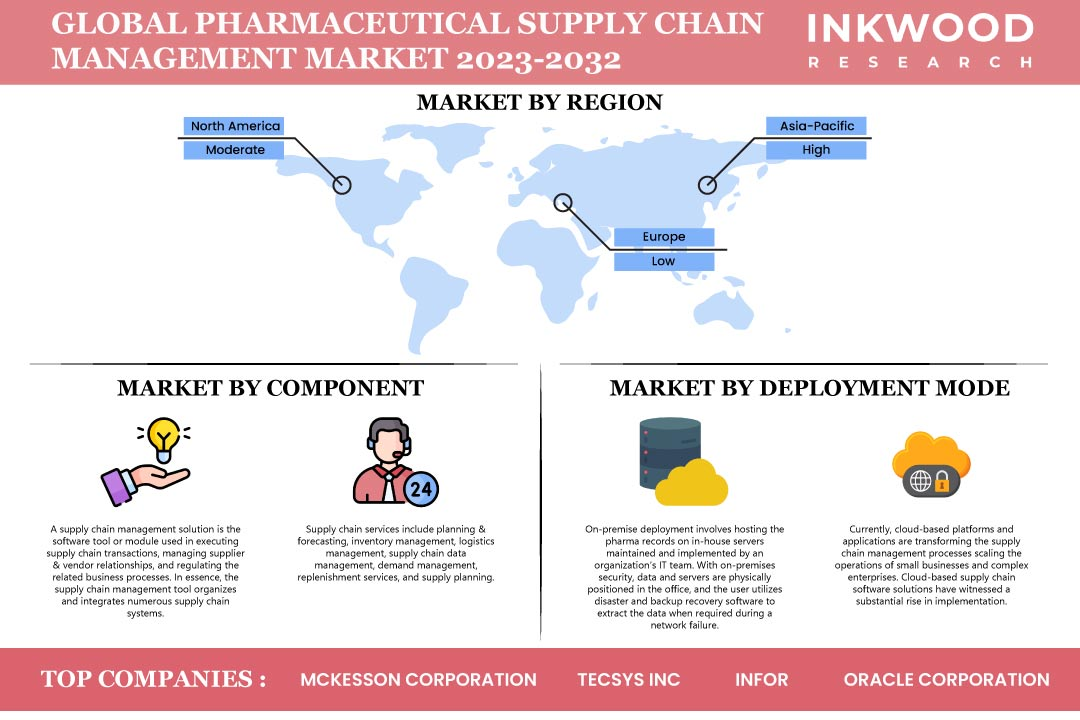 GLOBAL PHARMACEUTICAL SUPPLY CHAIN
MANAGEMENT MARKET 2023-2032
INKWOOD
RESEARCH
MARKET BY REGION
North America
Moderate
Asia-Pacific
High
Europe
Low
MARKET BY COMPONENT
24
A supply chain management solution is the
software tool or module used in executing
supply chain transactions, managing supplier
& vendor relationships, and regulating the
related business processes. In essence, the
supply chain management tool organizes
and integrates numerous supply chain
systems.
Supply chain services include planning &
forecasting, inventory management, logistics
management, supply chain data
management, demand management,
replenishment services, and supply planning.
MARKET BY DEPLOYMENT MODE
On-premise deployment involves hosting the
pharma records on in-house servers
maintained and implemented by an
organization's IT team. With on-premises
security, data and servers are physically
positioned in the office, and the user utilizes
disaster and backup recovery software to
extract the data when required during a
network failure.
Currently, cloud-based platforms and
applications are transforming the supply
chain management processes scaling the
operations of small businesses and complex
enterprises. Cloud-based supply chain
software solutions have witnessed a
substantial rise in implementation.
TOP COMPANIES :
MCKESSON CORPORATION
TECSYS INC
INFOR
ORACLE CORPORATION